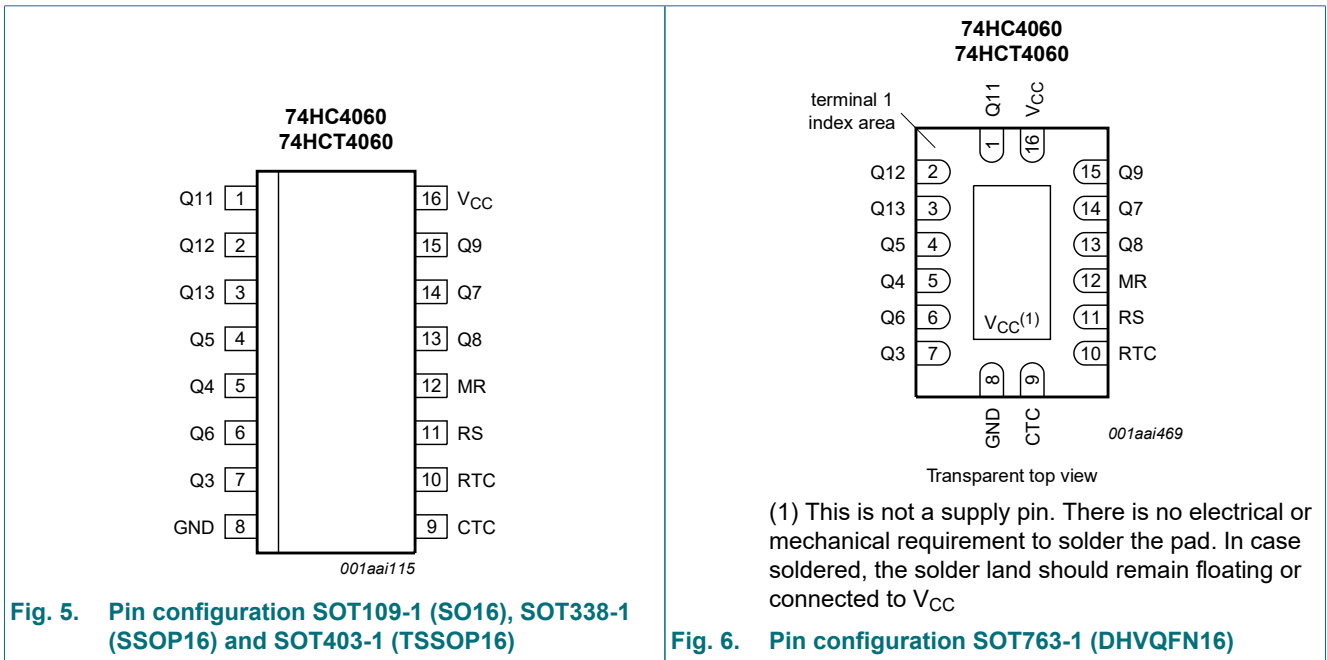 74HC4060
74HCT4060
Q11 1
16 VCC
Q12 2
15 Q9
Q13 3
14 Q7
Q5 4
13 Q8
Q4 5
12 MR
Q6 6
11 RS
Q3 7
10 RTC
GND 8
9 CTC
001aai115
Fig. 5. Pin configuration SOT109-1 (SO16), SOT338-1
(SSOP16) and SOT403-1 (TSSOP16)
74HC4060
74HCT4060
terminal 1
index area
Q11
VCC
1
16
Q12 2
15 Q9
Q13 3
14 Q7
Q5 4
13 Q8
Q4 5
12 MR
Q6 6
VCC(1)
11 RS
Q3 7
10 RTC
8
9
GND
CTC
001aai469
Transparent top view
(1) This is not a supply pin. There is no electrical or
mechanical requirement to solder the pad. In case
soldered, the solder land should remain floating or
connected to VCC
Fig. 6. Pin configuration SOT763-1 (DHVQFN16)